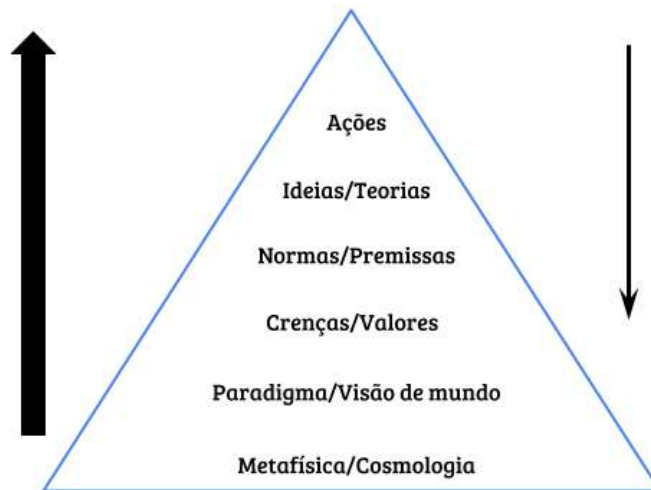 Ações
Ideias/Teorias
Normas/Premissas
Crenças/Valores
Paradigma/Visão de mundo
Metafísica/Cosmologia